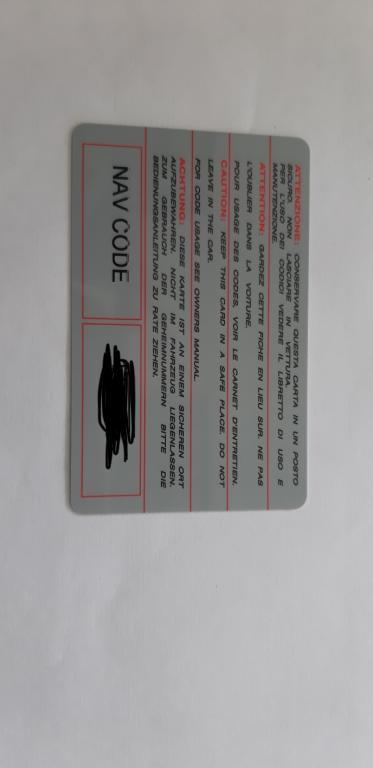 ATTENZIONE: CONSERVARE QUESTA CARTA IN UN POSTO
SICURO, NON LASCIARE IN VETTURA.
PER L'USO DEI CODICI VEDERE IL LIBRETTO DI USO E
MANUTENZIONE.
ATTENTION: GARDEZ CETTE FICHE EN LIEU SUR. NE PAS
L'OUBLIER DANS LA VOITURE.
POUR USAGE DES CODES, VOIR LE CARNET D'ENTRETIEN.
CAUTION: KEEP THIS CARD IN A SAFE PLACE. DO NOT
LEAVE IN THE CAR.
FOR CODE USAGE SEE OWNERS MANUAL.
ACHTUNG: DIESE KARTE IST AN EINEM SICHEREN ORT
AUFZUBEWAHREN. NICHT IM FAHRZEUG LIEGENLASSEN.
ZUM GEBRAUCH DER GEHEIMNUMMERN BITTE DIE
BEDIENUNGSANLEITUNG ZU RATE ZIEHEN.
NAV CODE